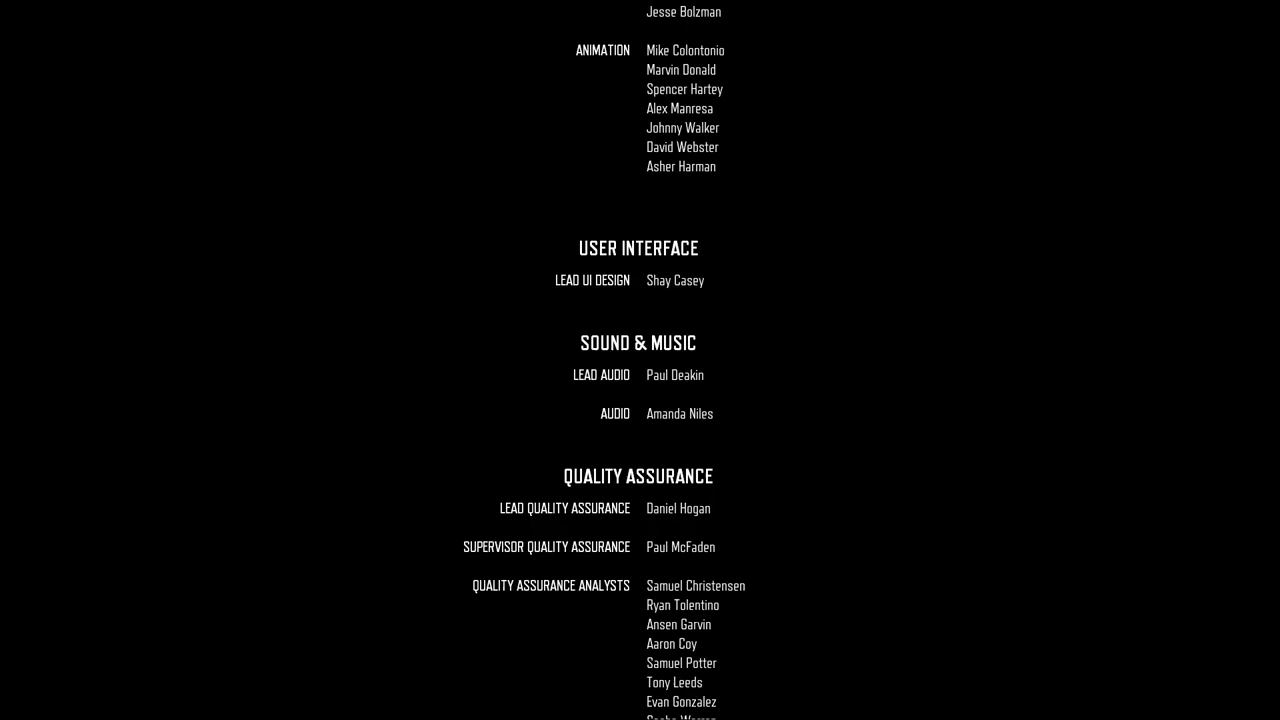 Jesse Bolzman
ANIMATION Mike Colontonio
Marvin Donald
Spencer Hartey
Alex Manresa
Johnny Walker
David Webster
Asher Harman
USER INTERFACE
LEAD UI DESIGN Shay Casey
SOUND & MUSIC
LEAD AUDIO Paul Deakin
AUDIO Amanda Niles
QUALITY ASSURANCE
LEAD QUALITY ASSURANCE Daniel Hogan
SUPERVISOR QUALITY ASSURANCE Paul McFaden
QUALITY ASSURANCE ANALYSTS Samuel Christensen
Ryan Tolentino
Ansen Garvin
Aaron Coy
Samuel Potter
Tony Leeds
Evan Gonzalez